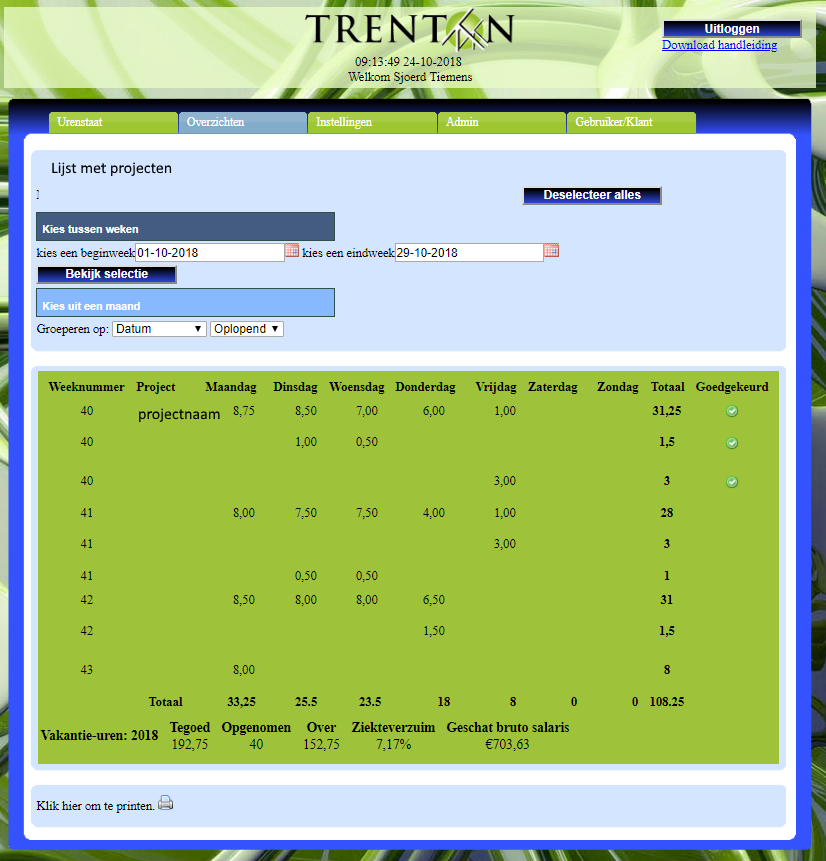 TRENTON
Uitloggen
Download handleiding
09:13:49 24-10-2018
Welkom Sjoerd Tiemens
Urenstaat Overzichten Instellingen Admin Gebruiker/Klant
Lijst met projecten
Deselecteer alles
Kies tussen weken
kies een beginweek 01-10-2018 kies een eindweek 29-10-2018
Bekijk selectie
Kies uit een maand
Groeperen op: Datum Oplopend
Weeknummer Project Maandag Dinsdag Woensdag Donderdag Vrijdag Zaterdag Zondag Totaal Goedgekeurd
40 projectnaam 8,75 8,50 7,00 6,00 1,00 31,25
40 1,00 0,50 1,5
40 3,00 3
41 8,00 7,50 7,50 4,00 1,00 28
41 3,00 3
41 0,50 0,50 1
42 8,50 8,00 8,00 6,50 31
42 1,50 1,5
43 8,00 8
Totaal 33,25 25.5 23.5 18 8 0 0 108.25
Vakantie-uren: 2018 Tegoed Opgenomen Over Ziekteverzuim Geschat bruto salaris
192,75 40 152,75 7,17% €703,63
Klik hier om te printen.